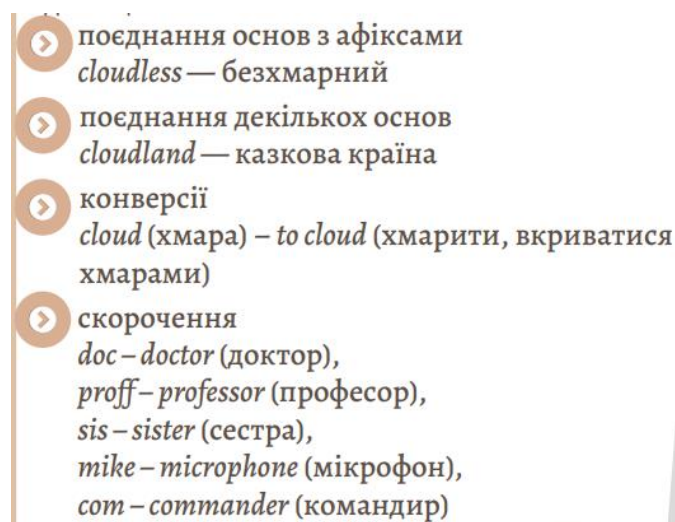 поєднання основ з афіксами
cloudless — безхмарний
поєднання декількох основ
cloudland — казкова країна
конверсії
cloud (хмара) – to cloud (хмарити, вкриватися
хмарами)
скорочення
doc – doctor (доктор),
proff – professor (професор),
sis – sister (сестра),
mike – microphone (мікрофон),
com – commander (командир)